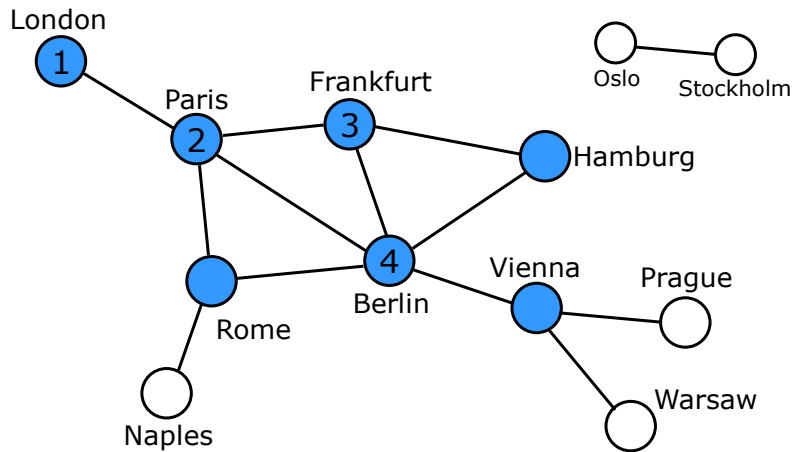 London
1
Paris
2
Frankfurt
3
Oslo
Stockholm
Hamburg
4
Berlin
Vienna
Prague
Rome
Warsaw
Naples